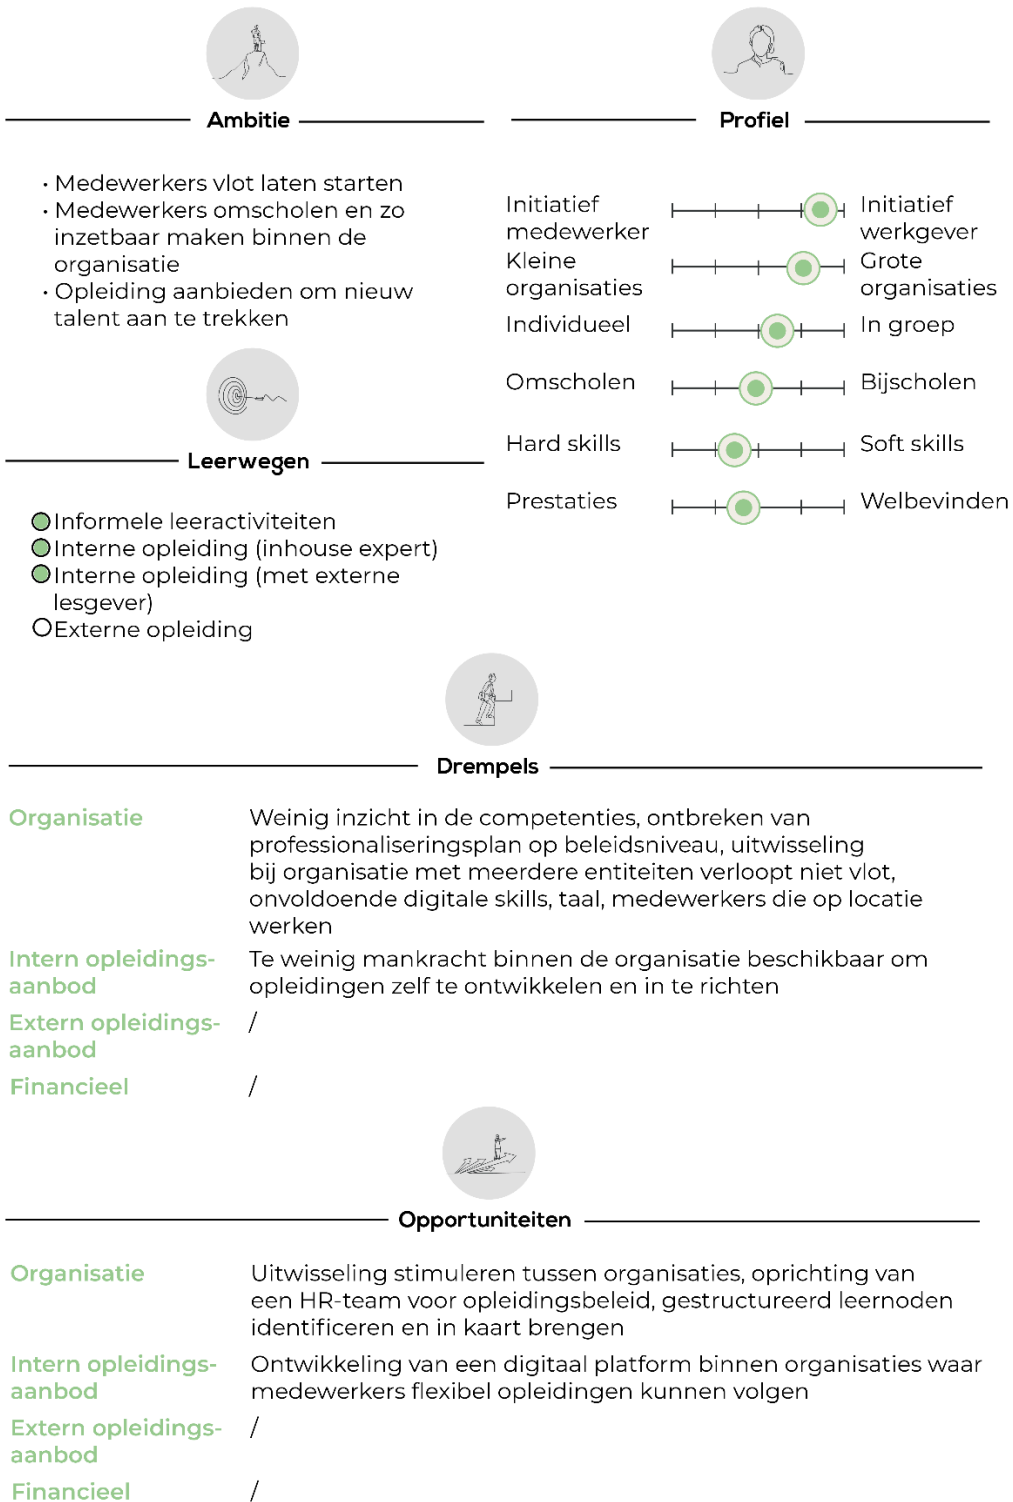 Ambitie
• Medewerkers vlot laten starten
• Medewerkers omscholen en zo
inzetbaar maken binnen de
organisatie
• Opleiding aanbieden om nieuw
talent aan te trekken
Leerwegen
Informele leeractiviteiten
Interne opleiding (inhouse expert)
Interne opleiding (met externe
lesgever)
Externe opleiding
Profiel
Initiatief
medewerker
Initiatief
werkgever
Kleine
organisaties
Grote
organisaties
Individueel
In groep
Omscholen
Bijscholen
Hard skills
Soft skills
Prestaties
Welbevinden
Drempels
Organisatie
Weinig inzicht in de competenties, ontbreken van
professionaliseringsplan op beleidsniveau, uitwisseling
bij organisatie met meerdere entiteiten verloopt niet vlot,
onvoldoende digitale skills, taal, medewerkers die op locatie
werken
Intern opleidings-
aanbod
Te weinig mankracht binnen de organisatie beschikbaar om
opleidingen zelf te ontwikkelen en in te richten
Extern opleidings-
aanbod
/
Financieel
/
Opportuniteiten
Organisatie
Uitwisseling stimuleren tussen organisaties, oprichting van
een HR-team voor opleidingsbeleid, gestructureerd leernoden
identificeren en in kaart brengen
Intern opleidings-
aanbod
Ontwikkeling van een digitaal platform binnen organisaties waar
medewerkers flexibel opleidingen kunnen volgen
Extern opleidings-
aanbod
/
Financieel
/